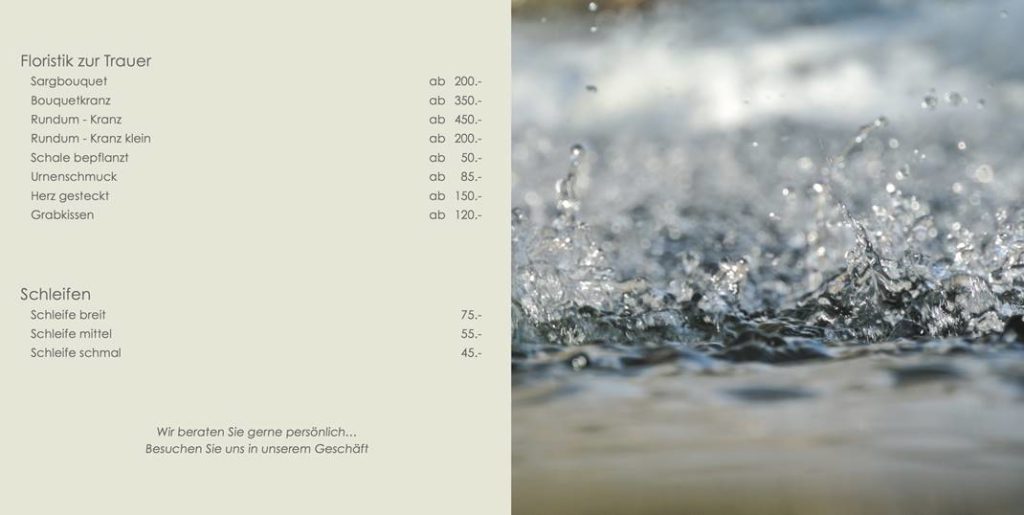 Floristik zur Trauer
Sargbouquet ab 200.-
Bouquetkranz ab 350.-
Rundum - Kranz ab 450.-
Rundum - Kranz klein ab 200.-
Schale bepflanzt ab 50.-
Urnenschmuck ab 85.-
Herz gesteckt ab 150.-
Grabkissen ab 120.-
Schleifen
Schleife breit 75.-
Schleife mittel 55.-
Schleife schmal 45.-
Wir beraten Sie gerne persönlich...
Besuchen Sie uns in unserem Geschäft